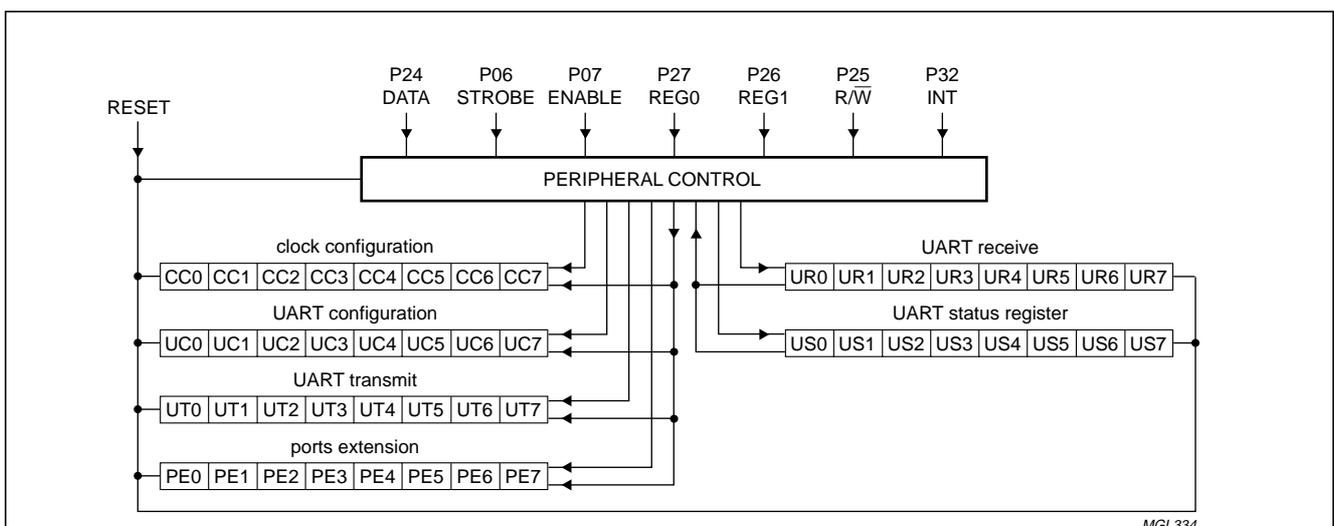 P24 P06 P07 P27 P26 P25 P32
DATA STROBE ENABLE REG0 REG1 R/W̅ INT
RESET
PERIPHERAL CONTROL
clock configuration
CC0 CC1 CC2 CC3 CC4 CC5 CC6 CC7
UART receive
UR0 UR1 UR2 UR3 UR4 UR5 UR6 UR7
UART configuration
UC0 UC1 UC2 UC3 UC4 UC5 UC6 UC7
UART status register
US0 US1 US2 US3 US4 US5 US6 US7
UART transmit
UT0 UT1 UT2 UT3 UT4 UT5 UT6 UT7
ports extension
PE0 PE1 PE2 PE3 PE4 PE5 PE6 PE7
MGL334